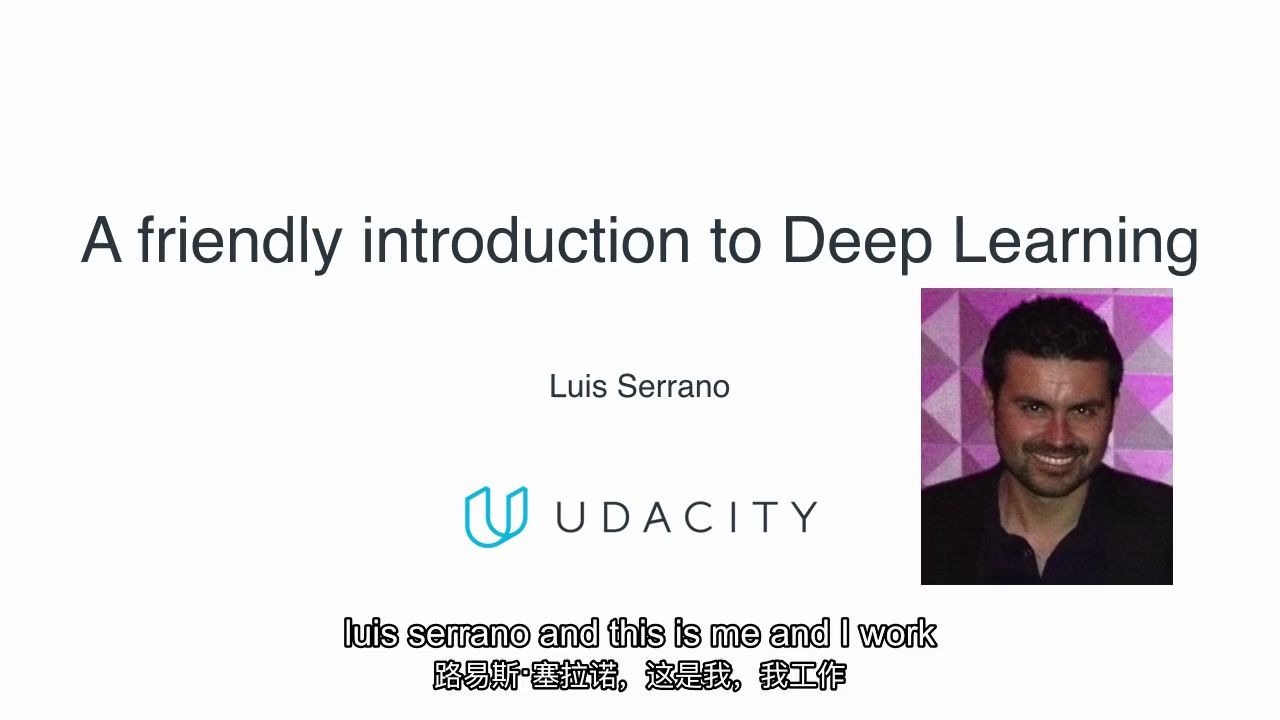 A friendly introduction to Deep Learning
Luis Serrano
UDACITY
luis serrano and this is me and I work
路易斯·塞拉诺，这是我，我工作